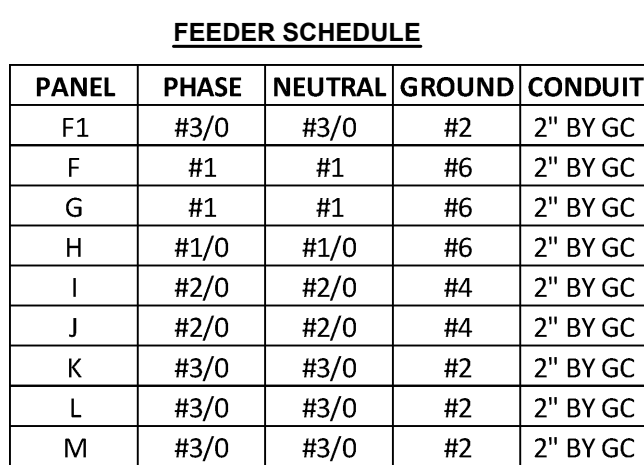 FEEDER SCHEDULE
PANEL PHASE NEUTRAL GROUND CONDUIT
F1 #3/0 #3/0 #2 2" BY GC
F #1 #1 #6 2" BY GC
G #1 #1 #6 2" BY GC
H #1/0 #1/0 #6 2" BY GC
I #2/0 #2/0 #4 2" BY GC
J #2/0 #2/0 #4 2" BY GC
K #3/0 #3/0 #2 2" BY GC
L #3/0 #3/0 #2 2" BY GC
M #3/0 #3/0 #2 2" BY GC